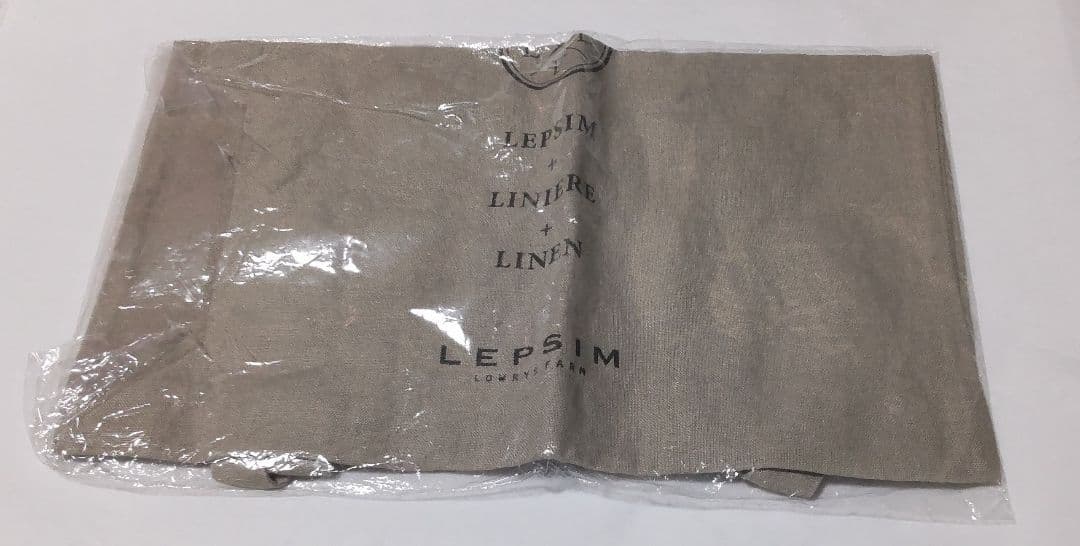 LEPSIM
+
LINIERE
+
LINEN
LEPSIM
LOWRYS FARM